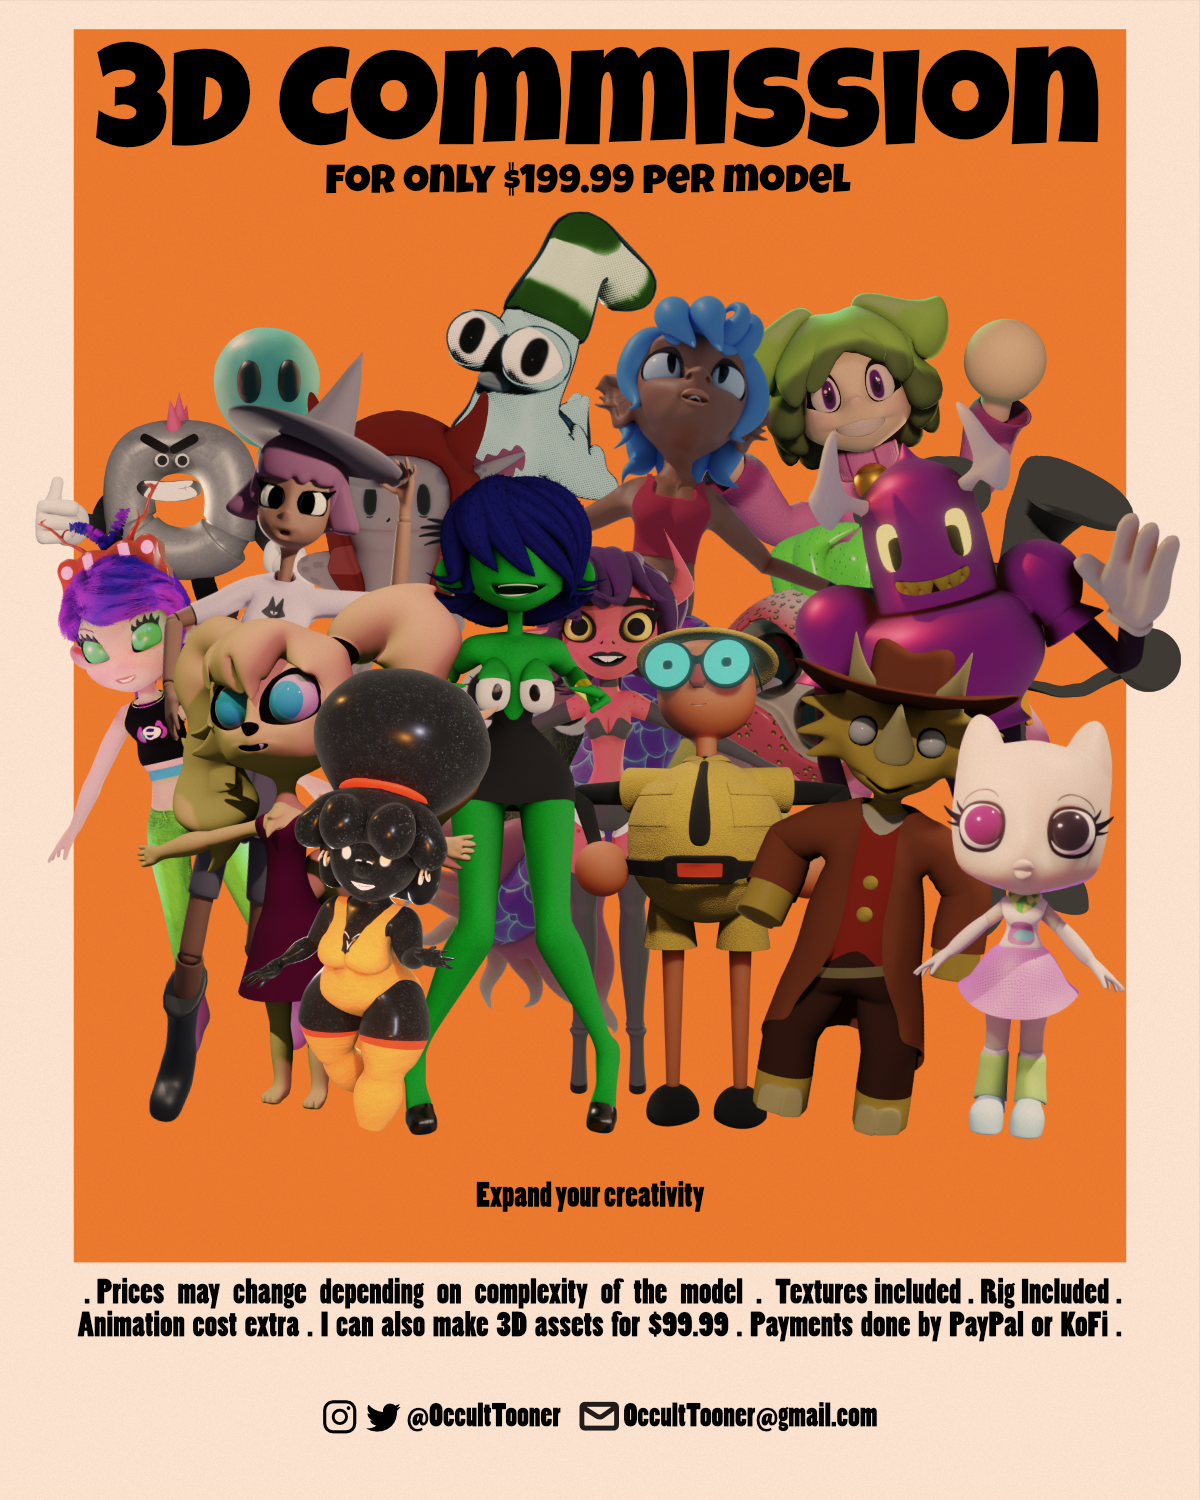 3D Commission
For only $199.99 per model
Expand your creativity
. Prices may change depending on complexity of the model . Textures included . Rig Included .
Animation cost extra . I can also make 3D assets for $99.99 . Payments done by PayPal or KoFi .
@OccultTooner OccultTooner@gmail.com